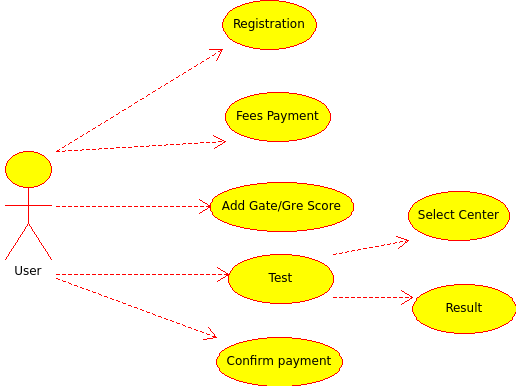 Registration
Fees Payment
Add Gate/Gre Score
Select Center
User
Test
Result
Confirm payment